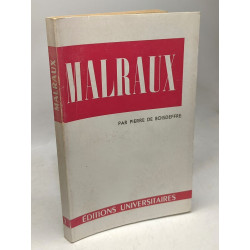 MALRAUX
PAR PIERRE DE BOISDEFFRE
EDITIONS UNIVERSITAIRES
MALRAUX